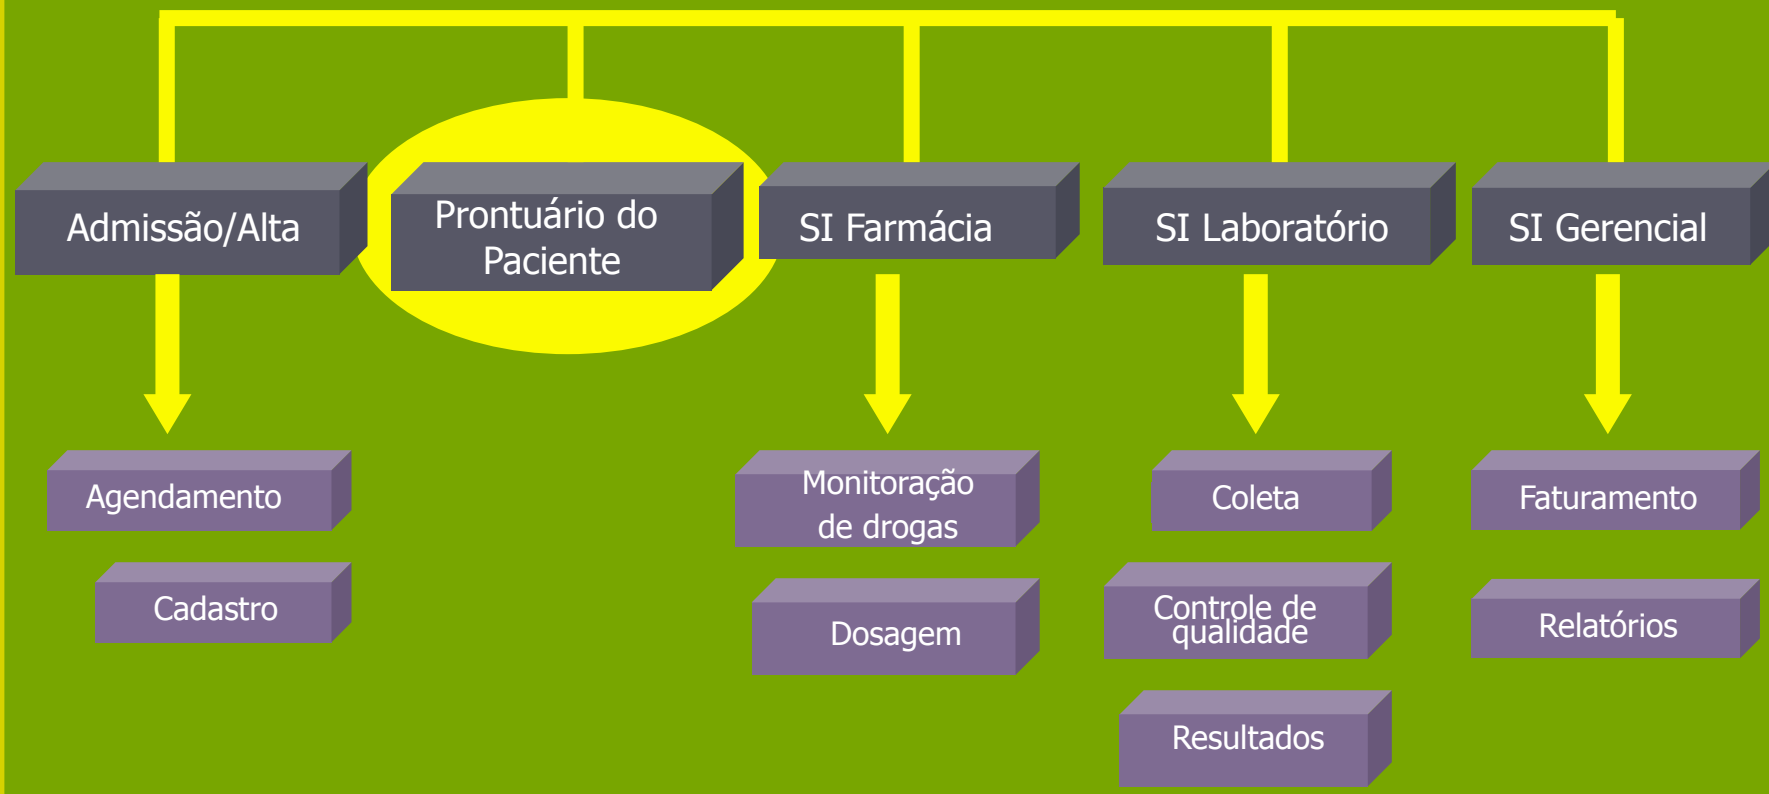 Admissão/Alta
Prontuário do
Paciente
SI Farmácia
SI Laboratório
SI Gerencial
Agendamento
Cadastro
Monitoração
de drogas
Dosagem
Coleta
Controle de
qualidade
Resultados
Faturamento
Relatórios